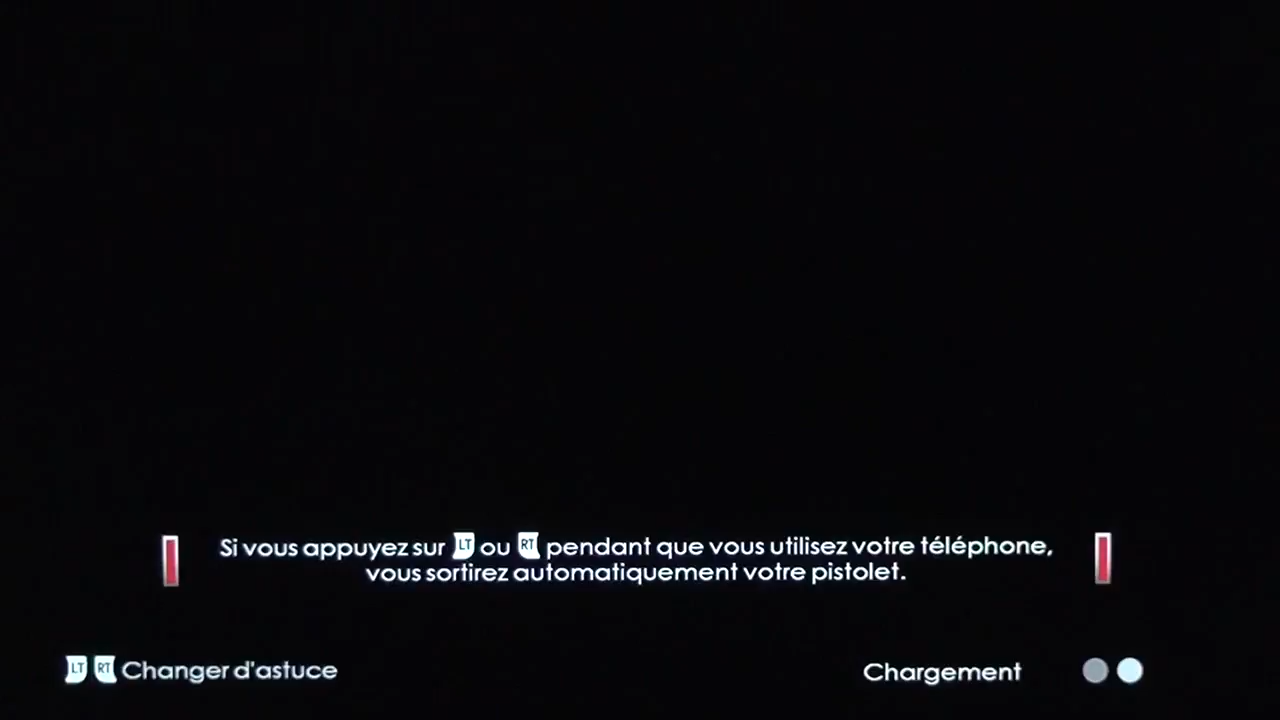 Si vous appuyez sur LT ou RT pendant que vous utilisez votre téléphone,
vous sortirez automatiquement votre pistolet.
LT RT Changer d'astuce
Chargement